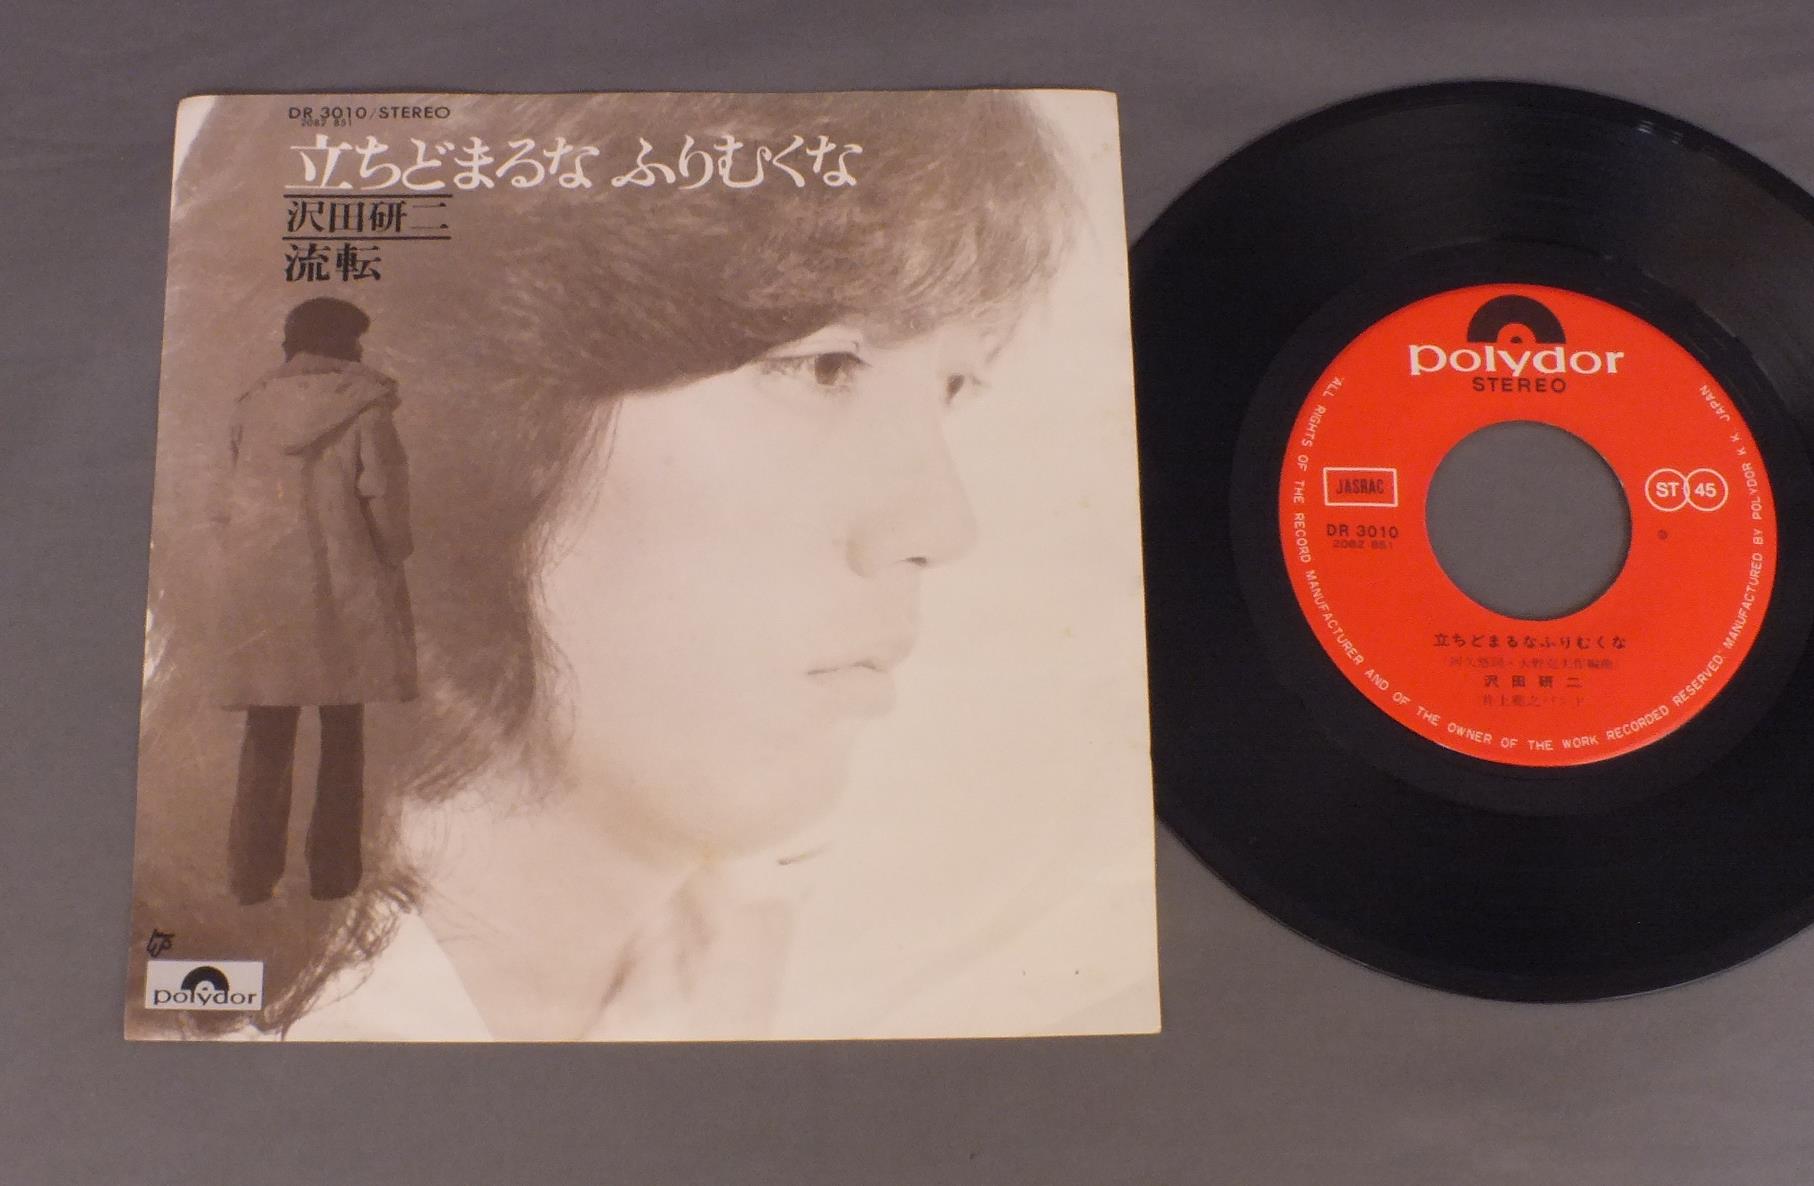 DR 3010/STEREO
2082 851
立ちどまるな ふりむくな
沢田研二
流転
polydor
polydor
STEREO
JASRAC
ST 45
DR 3010
2082 851
立ちどまるなふりむくな
沢田研二
ALL RIGHTS OF THE RECORD MANUFACTURER AND OF THE OWNER OF THE WORK RECORDED RESERVED. MANUFACTURED BY POLYDOR K.K. JAPAN